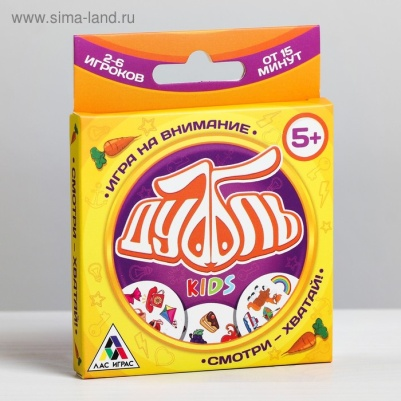 © www.sima-land.ru
2-6
ИГРОКОВ
ОТ 15
МИНУТ
• ИГРА НА ВНИМАНИЕ •
5+
ДУББЛЬ
KIDS
• СМОТРИ – ХВАТАЙ!
СМОТРИ – ХВАТАЙ! •
ЛАС ИГРАС